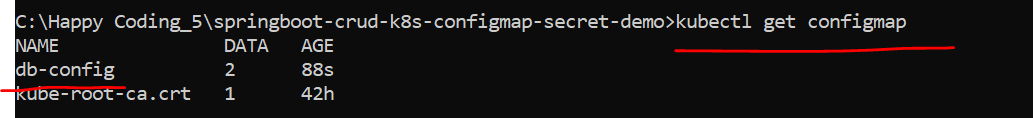 C:\Happy Coding_5\springboot-crud-k8s-configmap-secret-demo>kubectl get configmap
NAME DATA AGE
db-config 2 88s
kube-root-ca.crt 1 42h